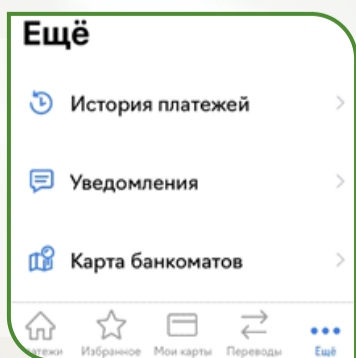 Ещё
История платежей
Уведомления
Карта банкоматов
Избранное Мои карты Переводы Ещё